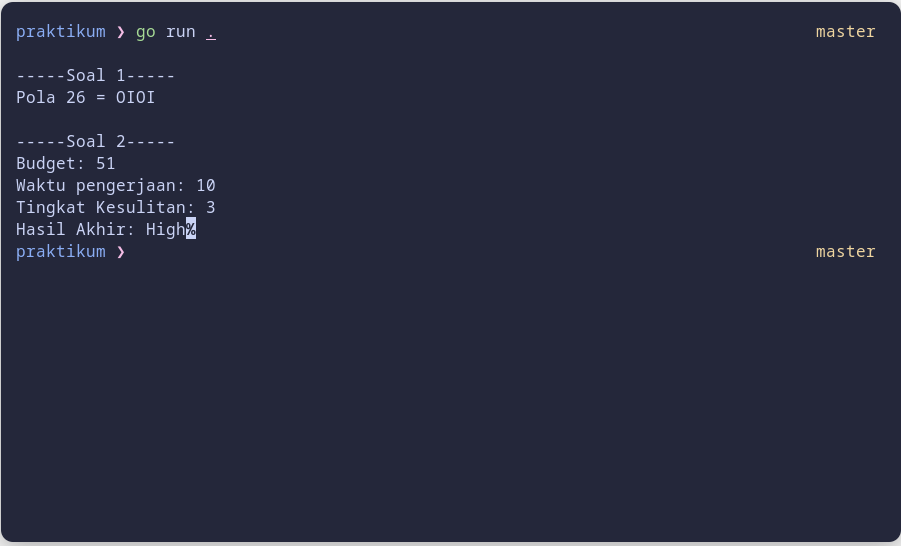 praktikum ❯ go run . master
-----Soal 1-----
Pola 26 = OIOI
-----Soal 2-----
Budget: 51
Waktu pengerjaan: 10
Tingkat Kesulitan: 3
Hasil Akhir: High%
praktikum ❯ master